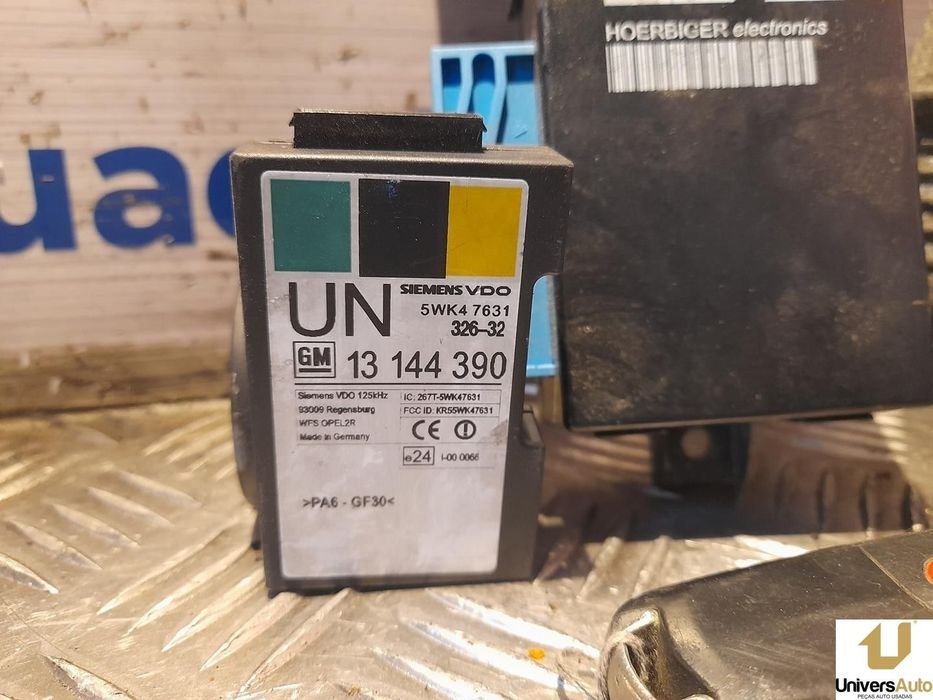 HOERBIGER electronics
UN
SIEMENS VDO
5WK4 7631
326-32
GM 13 144 390
Siemens VDO 125kHz
93009 Regensburg
WFS OPEL2R
Made in Germany
IC: 267T-5WK47631
FCC ID: KR55WK47631
CE
e24 I-00 0066
>PA6 - GF30<
UniversAuto
PEÇAS AUTO USADAS